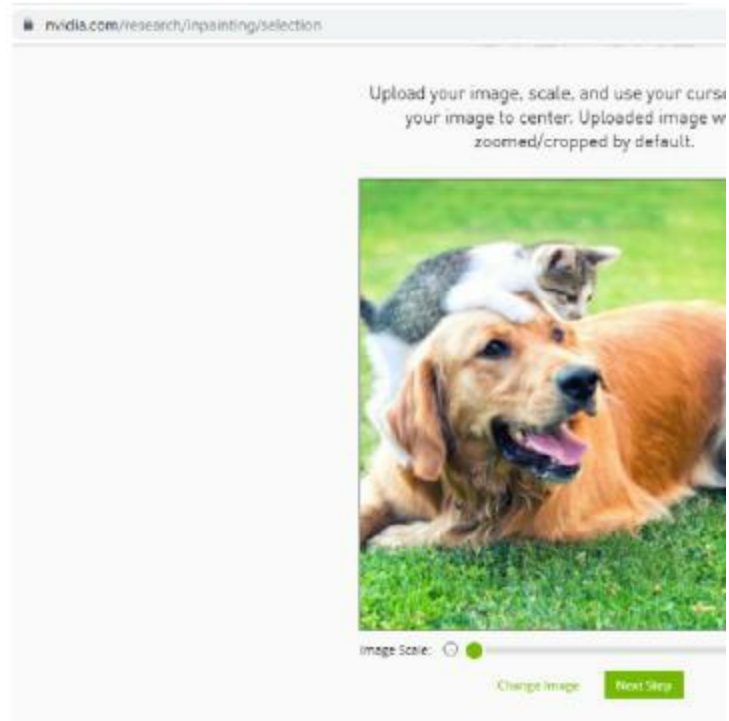 nvidia.com/research/inpainting/selection
Upload your image, scale, and use your curs
your image to center. Uploaded image w
zoomed/cropped by default.
Image Scale:
Change Image Next Step